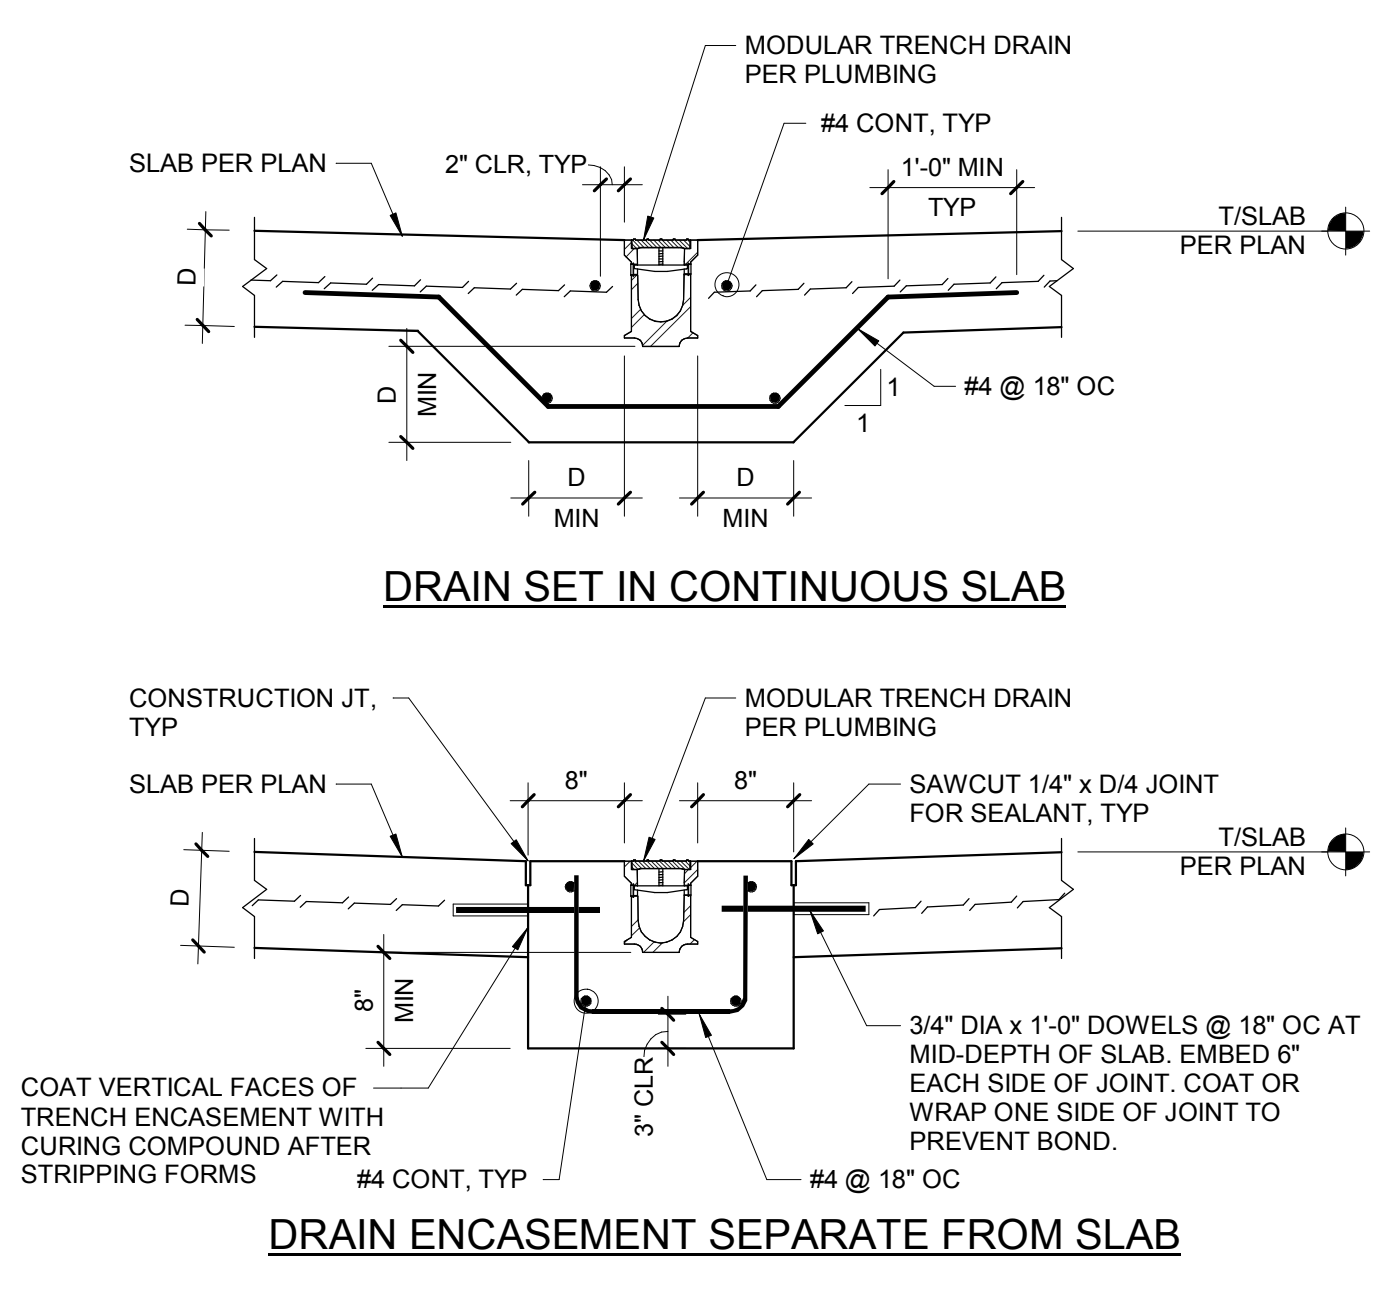 MODULAR TRENCH DRAIN
PER PLUMBING
#4 CONT, TYP
SLAB PER PLAN
2" CLR, TYP
1'-0" MIN
TYP
T/SLAB
PER PLAN
D
D
MIN
#4 @ 18" OC
1
1
D
MIN
D
MIN
DRAIN SET IN CONTINUOUS SLAB
CONSTRUCTION JT,
TYP
MODULAR TRENCH DRAIN
PER PLUMBING
SLAB PER PLAN
8"
8"
SAWCUT 1/4" x D/4 JOINT
FOR SEALANT, TYP
T/SLAB
PER PLAN
D
8"
MIN
3" CLR
3/4" DIA x 1'-0" DOWELS @ 18" OC AT
MID-DEPTH OF SLAB. EMBED 6"
EACH SIDE OF JOINT. COAT OR
WRAP ONE SIDE OF JOINT TO
PREVENT BOND.
COAT VERTICAL FACES OF
TRENCH ENCASEMENT WITH
CURING COMPOUND AFTER
STRIPPING FORMS
#4 CONT, TYP
#4 @ 18" OC
DRAIN ENCASEMENT SEPARATE FROM SLAB